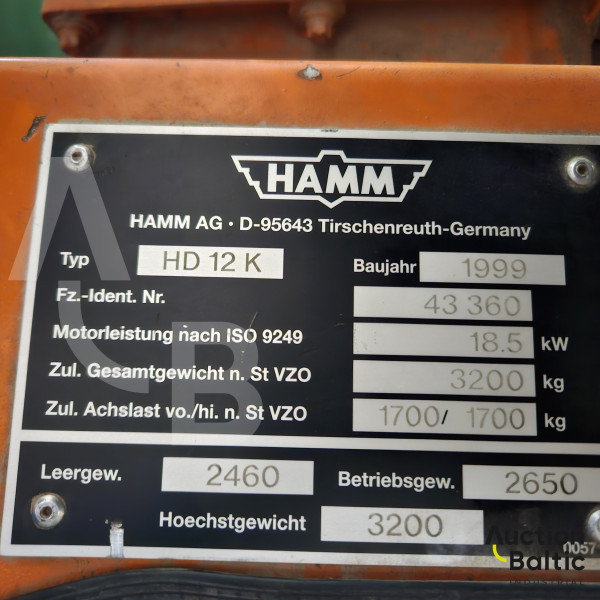 HAMM
HAMM AG · D-95643 Tirschenreuth-Germany
Typ HD 12 K Baujahr 1999
Fz.-Ident. Nr. 43 360
Motorleistung nach ISO 9249 18.5 kW
Zul. Gesamtgewicht n. St VZO 3200 kg
Zul. Achslast vo./hi. n. St VZO 1700/ 1700 kg
Leergew. 2460 Betriebsgew. 2650
Hoechstgewicht 3200
0057
Auction
Baltic
INDUSTRIAL
A
B